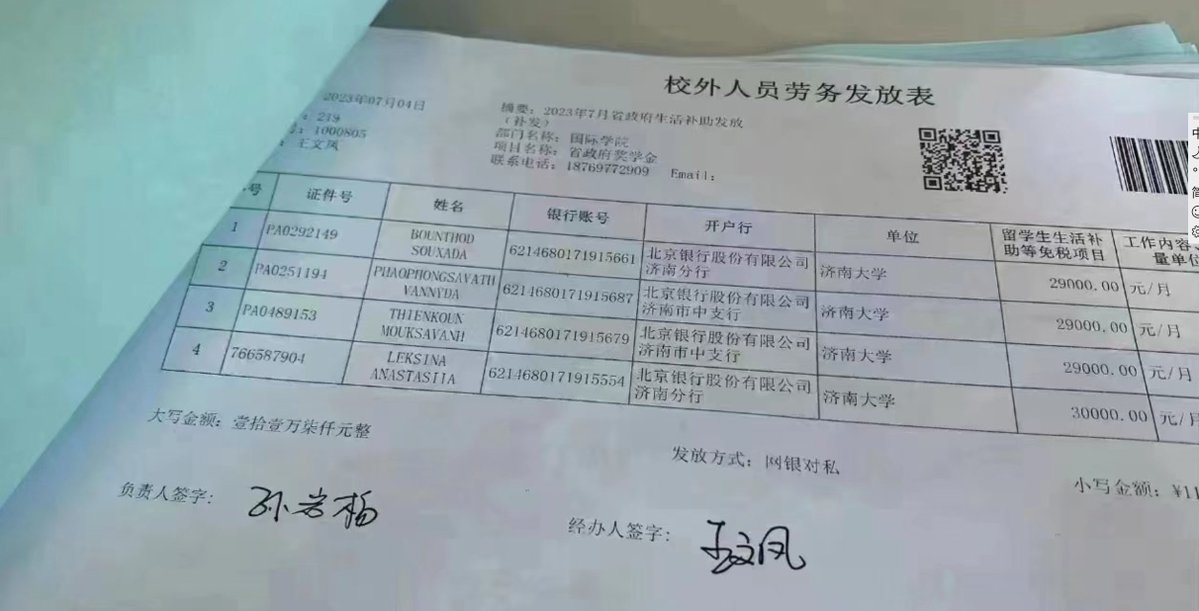 校外人员劳务发放表
2023年07月04日
: 219
号: 1000805
: 王文凤
摘要: 2023年7月省政府生活补助发放
(补发)
部门名称: 国际学院
项目名称: 省政府奖学金
联系电话: 18769772909 Email:
号 证件号 姓名 银行账号 开户行 单位 留学生生活补助等免税项目 工作内容 量单位
1 PA0292149 BOUNTHOD SOUXADA 6214680171915661 北京银行股份有限公司济南分行 济南大学 29000.00 元/月
2 PA0251194 PHAOPHONGSAVATH VANNYDA 6214680171915687 北京银行股份有限公司济南市中支行 济南大学 29000.00 元/月
3 PA0489153 THIENKOUN MOUKSAVANH 6214680171915679 北京银行股份有限公司济南市中支行 济南大学 29000.00 元/月
4 766587904 LEKSINA ANASTASIIA 6214680171915554 北京银行股份有限公司济南分行 济南大学 30000.00 元/月
大写金额: 壹拾壹万柒仟元整
发放方式: 网银对私
小写金额: ¥11
负责人签字: 孙岩杨
经办人签字: 王文凤
中
简